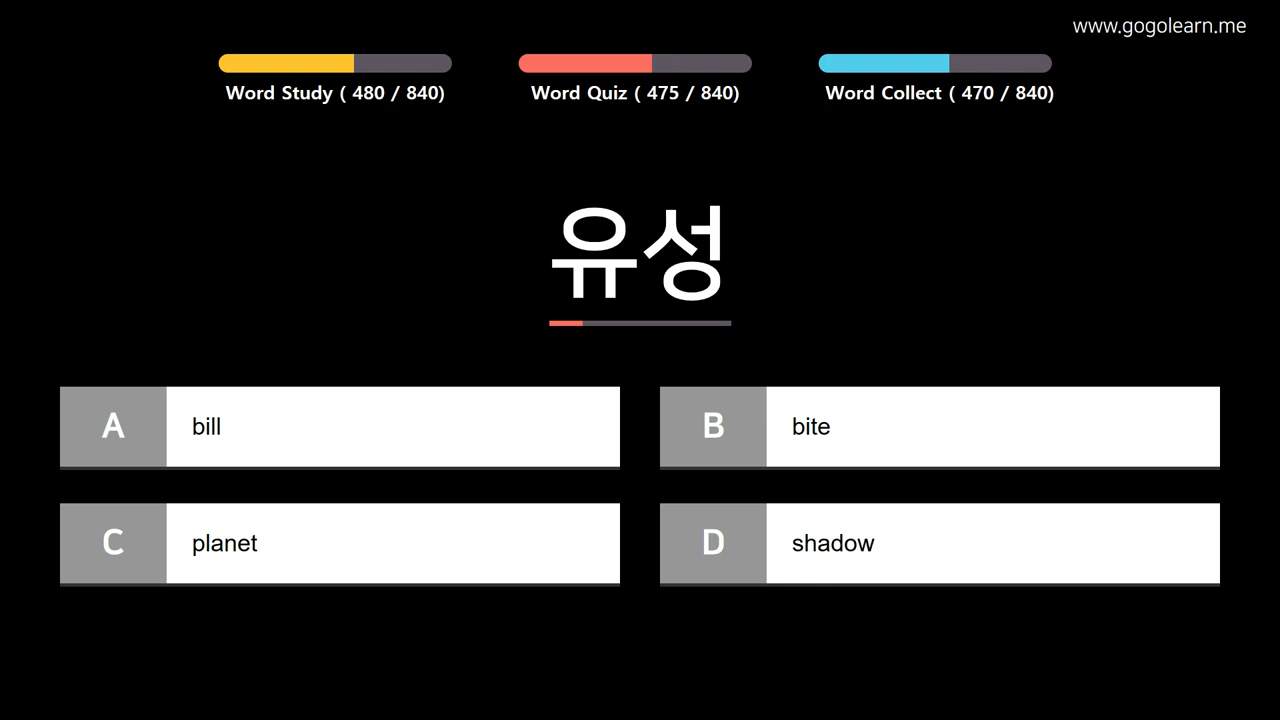 www.gogolearn.me
Word Study ( 480 / 840)
Word Quiz ( 475 / 840)
Word Collect ( 470 / 840)
유성
A bill
B bite
C planet
D shadow